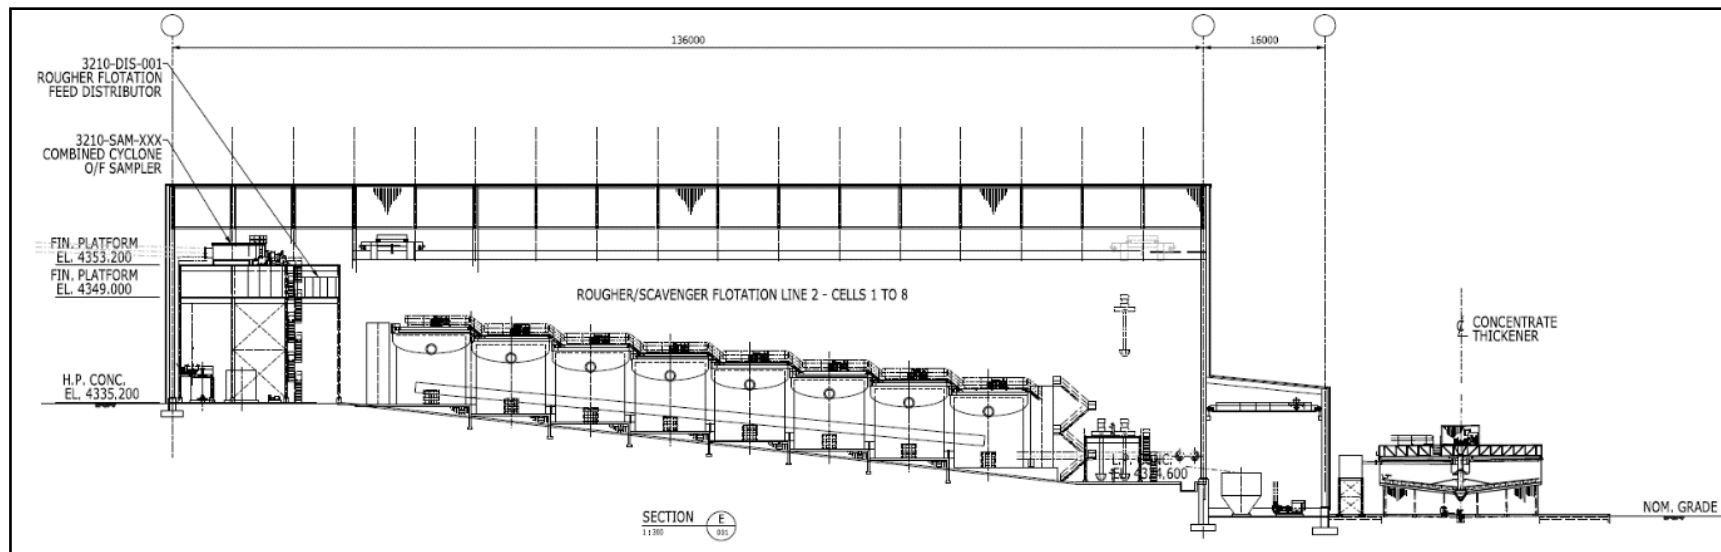 136000
16000
3210-DIS-001
ROUGHER FLOTATION
FEED DISTRIBUTOR
3210-SAM-XXX
COMBINED CYCLONE
O/F SAMPLER
FIN. PLATFORM
EL. 4353.200
FIN. PLATFORM
EL. 4349.000
ROUGHER/SCAVENGER FLOTATION LINE 2 - CELLS 1 TO 8
CONCENTRATE
THICKENER
H.P. CONC.
EL. 4335.200
NOM. GRADE
SECTION
E
1:300
001